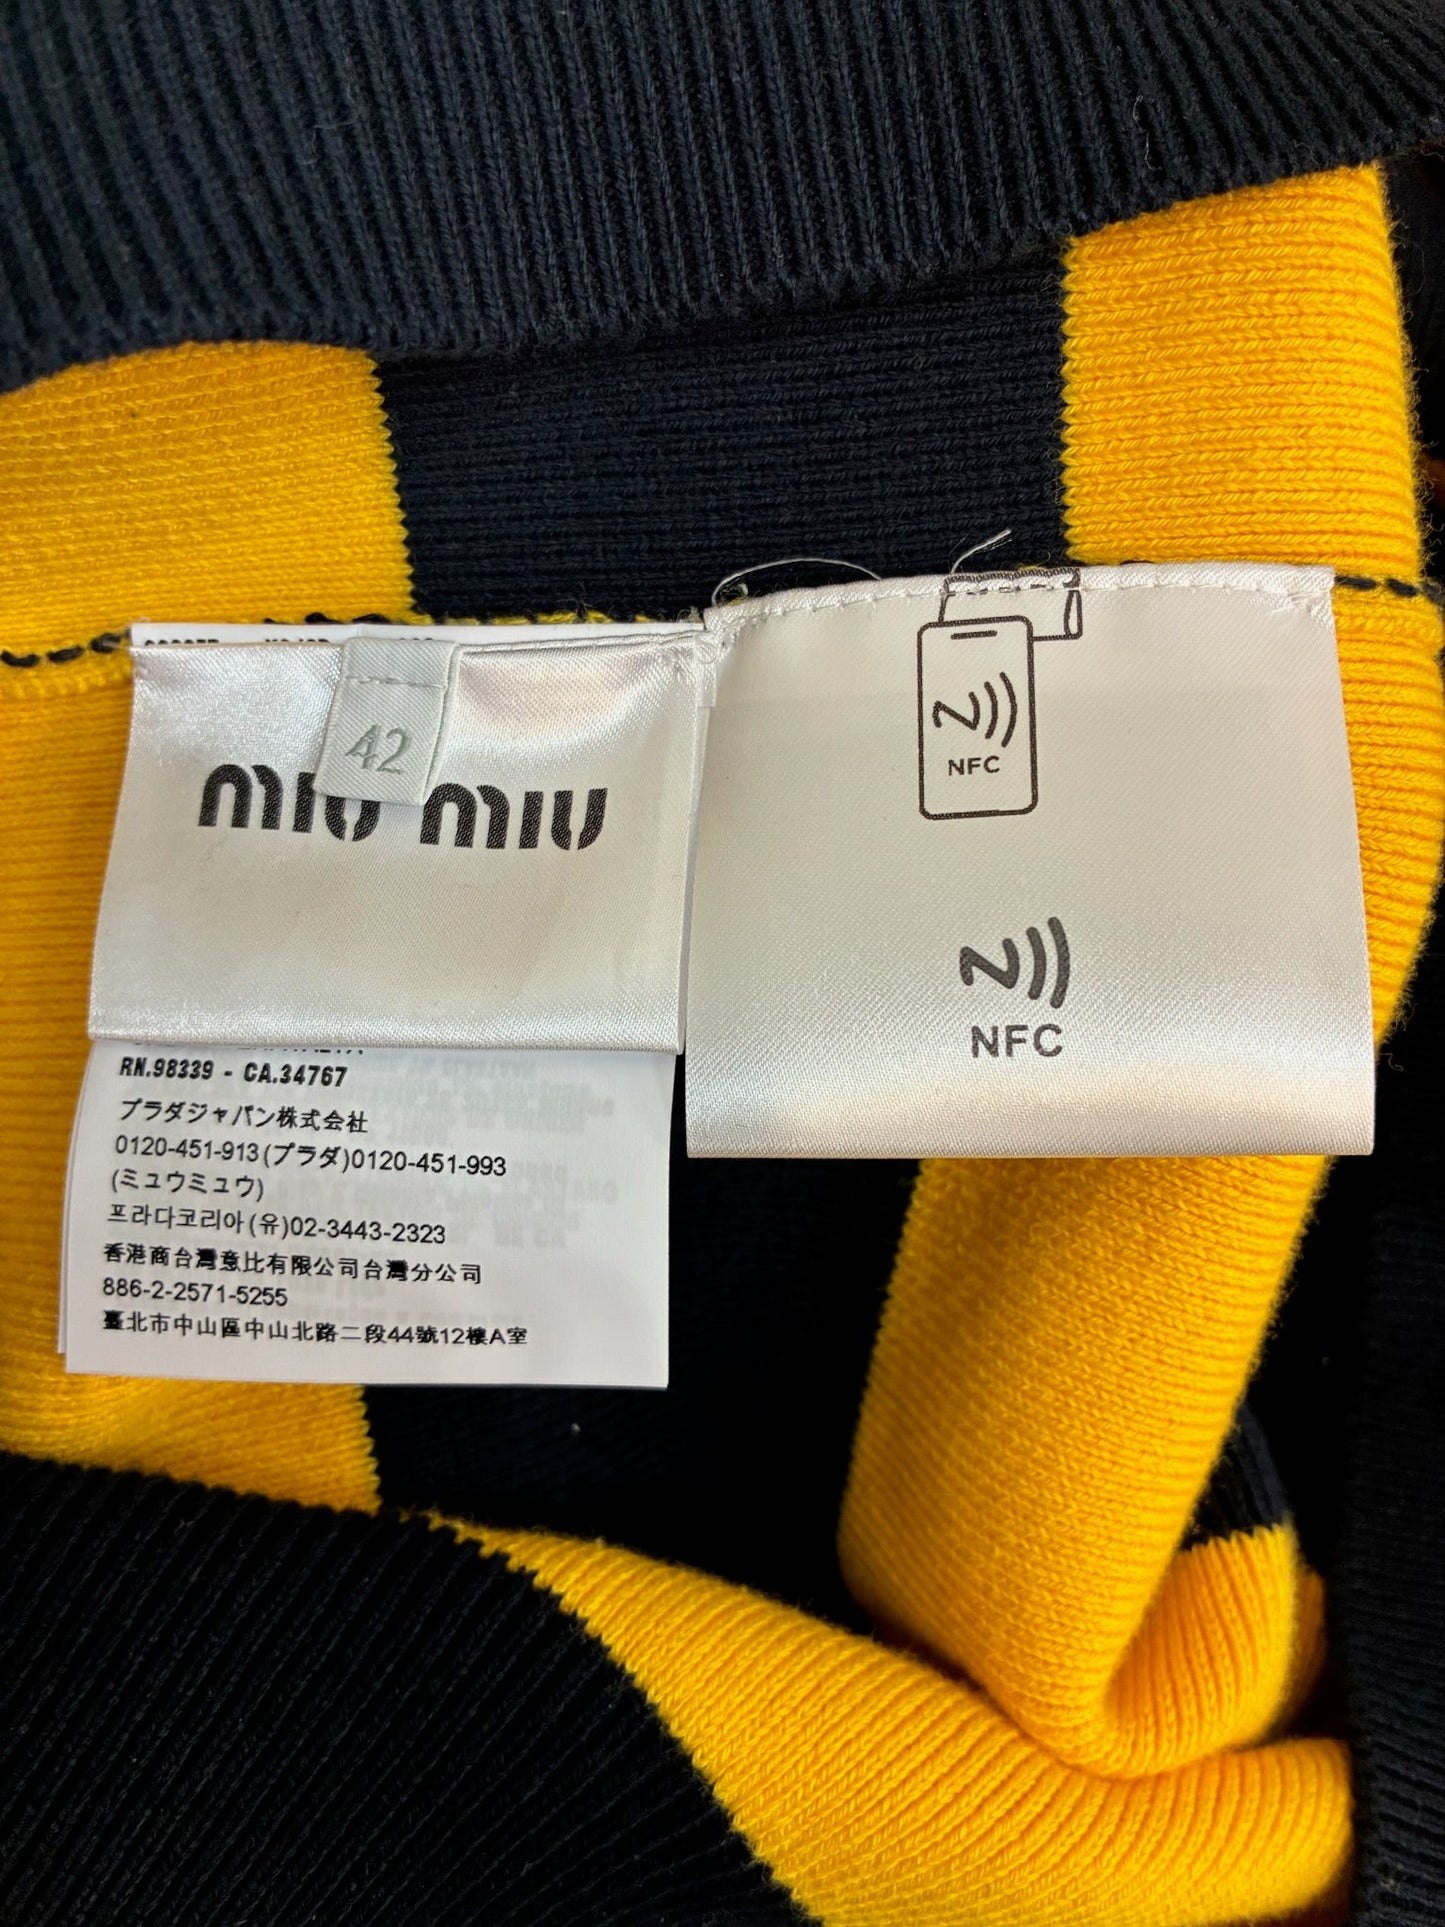 42
miu miu
RN.98339 - CA.34767
プラダジャパン株式会社
0120-451-913(プラダ)0120-451-993
(ミュウミュウ)
프라다코리아(유)02-3443-2323
香港商台灣意比有限公司台灣分公司
886-2-2571-5255
臺北市中山區中山北路二段44號12樓A室
NFC
NFC